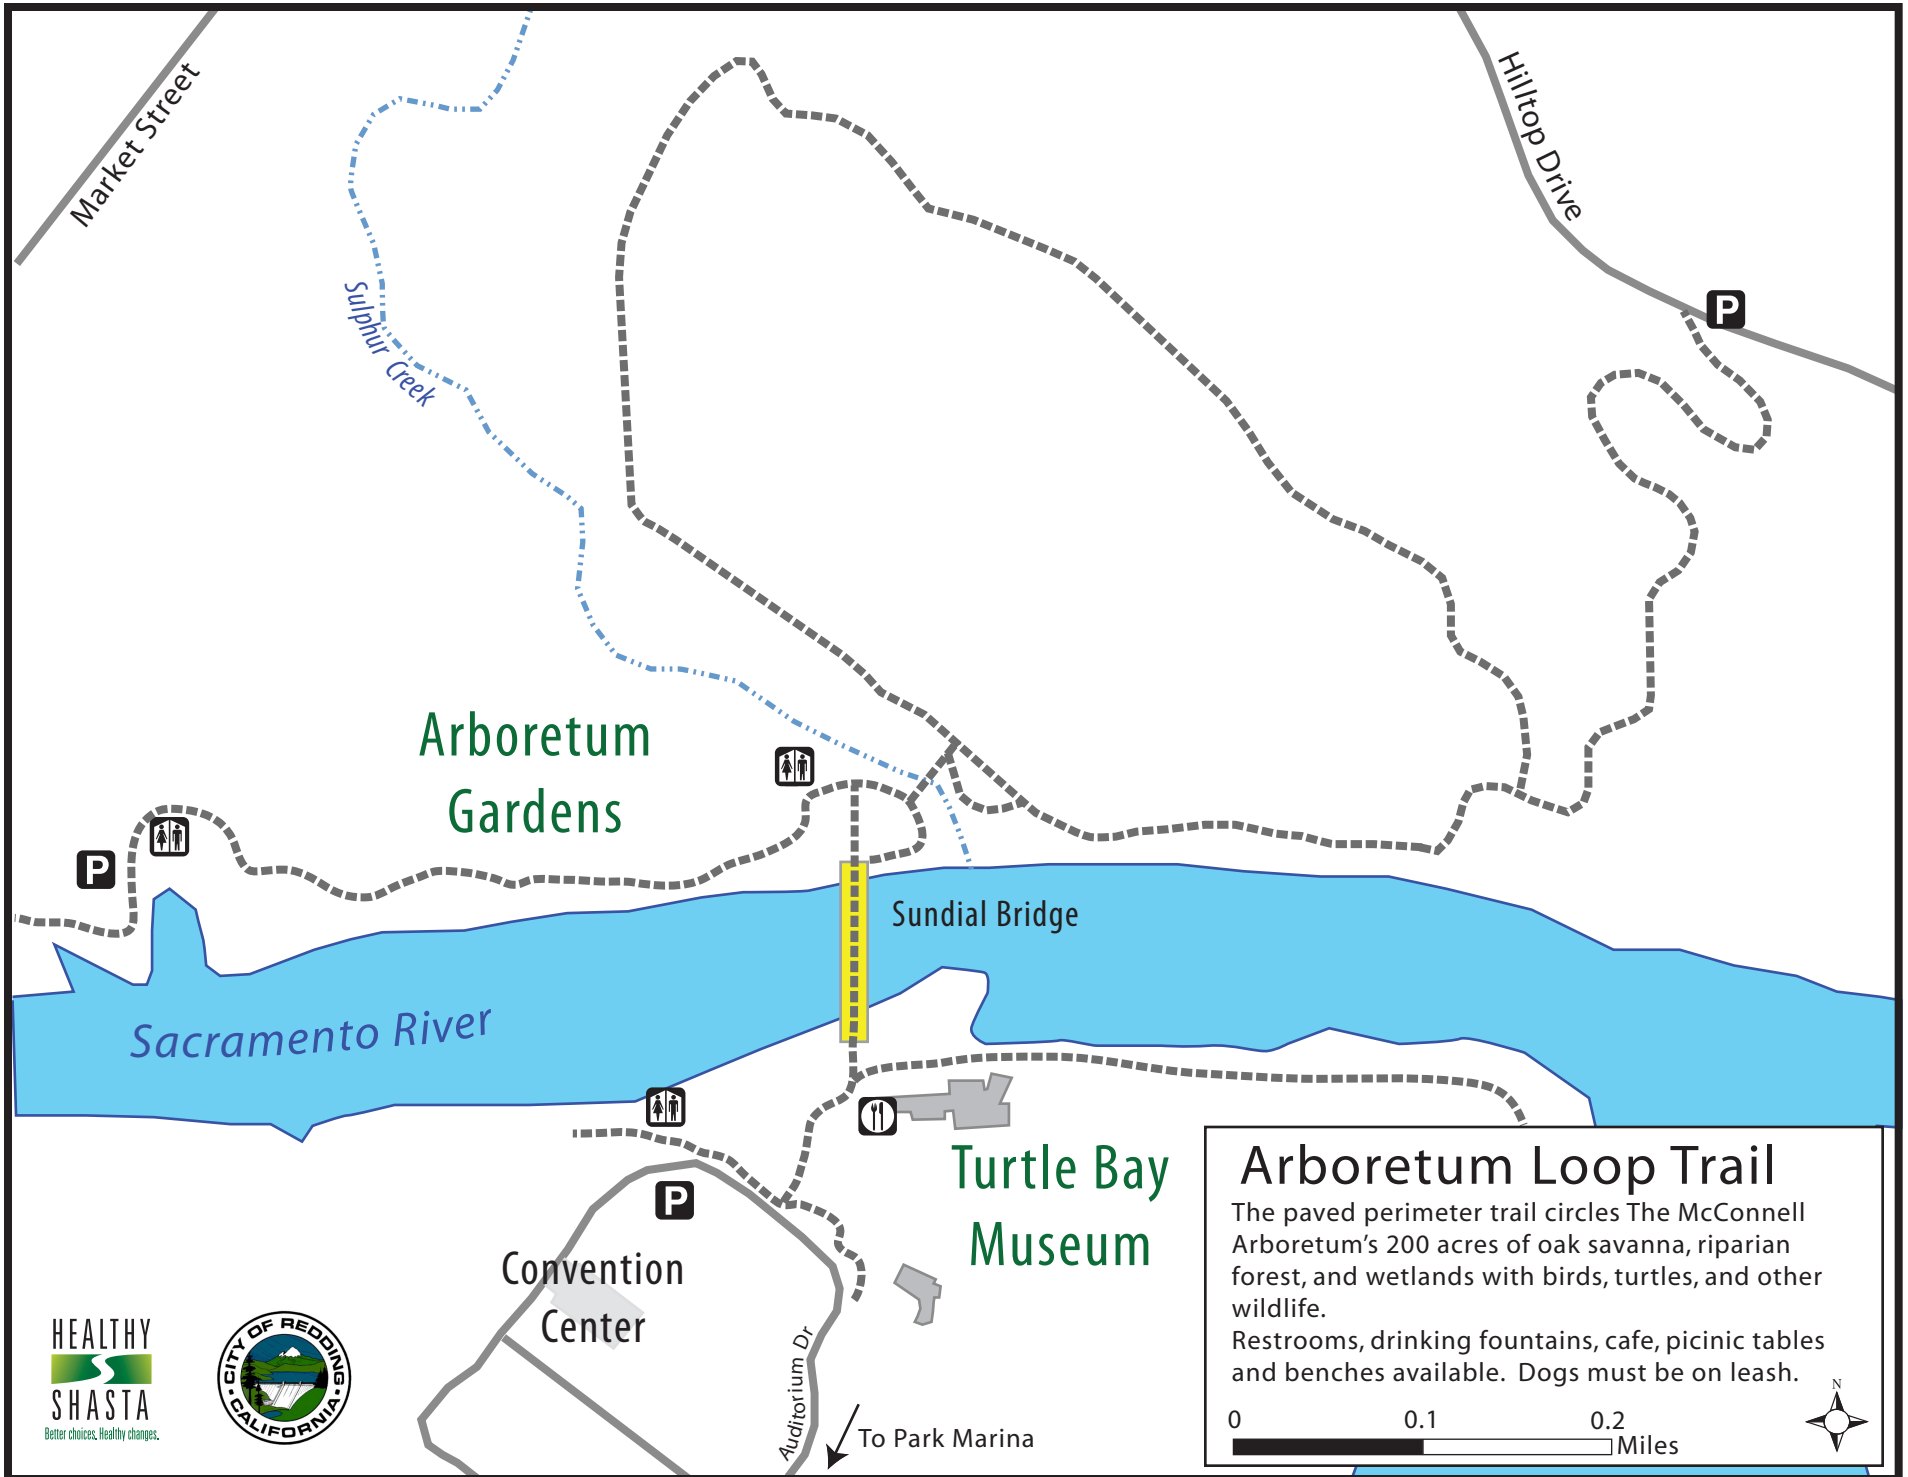 Market Street
Hilltop Drive
P
Sulphur Creek
Arboretum
Gardens
P
Sundial Bridge
Sacramento River
Turtle Bay
Museum
P
Convention
Center
Auditorium Dr
To Park Marina
HEALTHY
SHASTA
Better choices. Healthy changes.
CITY OF REDDING
CALIFORNIA
Arboretum Loop Trail
The paved perimeter trail circles The McConnell
Arboretum's 200 acres of oak savanna, riparian
forest, and wetlands with birds, turtles, and other
wildlife.
Restrooms, drinking fountains, cafe, picinic tables
and benches available. Dogs must be on leash.
N
0 0.1 0.2
Miles